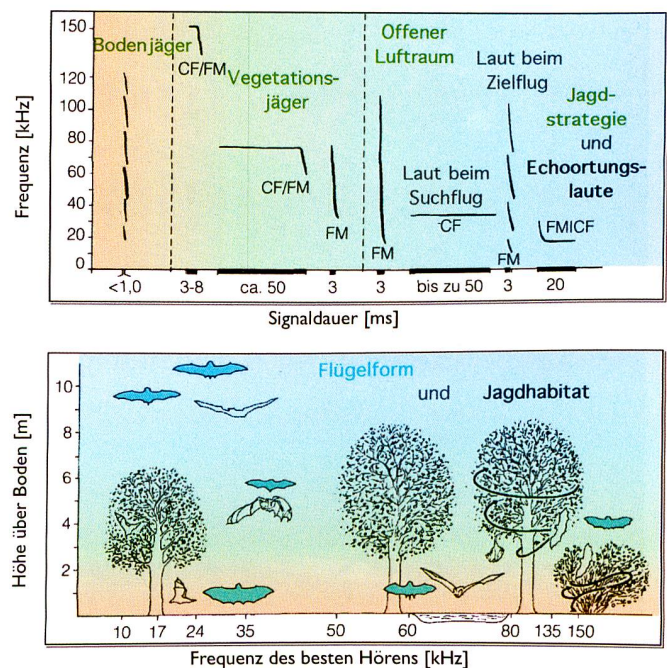 Frequenz [kHz]
150
120
100
80
60
40
20
0
Bodenjäger
CF/FM
Vegetations-
jäger
CF/FM
FM
Offener
Luftraum
FM
Laut beim
Suchflug
CF
Laut beim
Zielflug
FM
Jagd-
strategie
und
Echoortungs-
laute
FMICF
<1,0
3-8
ca. 50
3
3
bis zu 50
3
20
Signaldauer [ms]
Höhe über Boden [m]
10
8
6
4
2
Flügelform
und Jagdhabitat
10
17
24
35
50
60
80
135
150
Frequenz des besten Hörens [kHz]